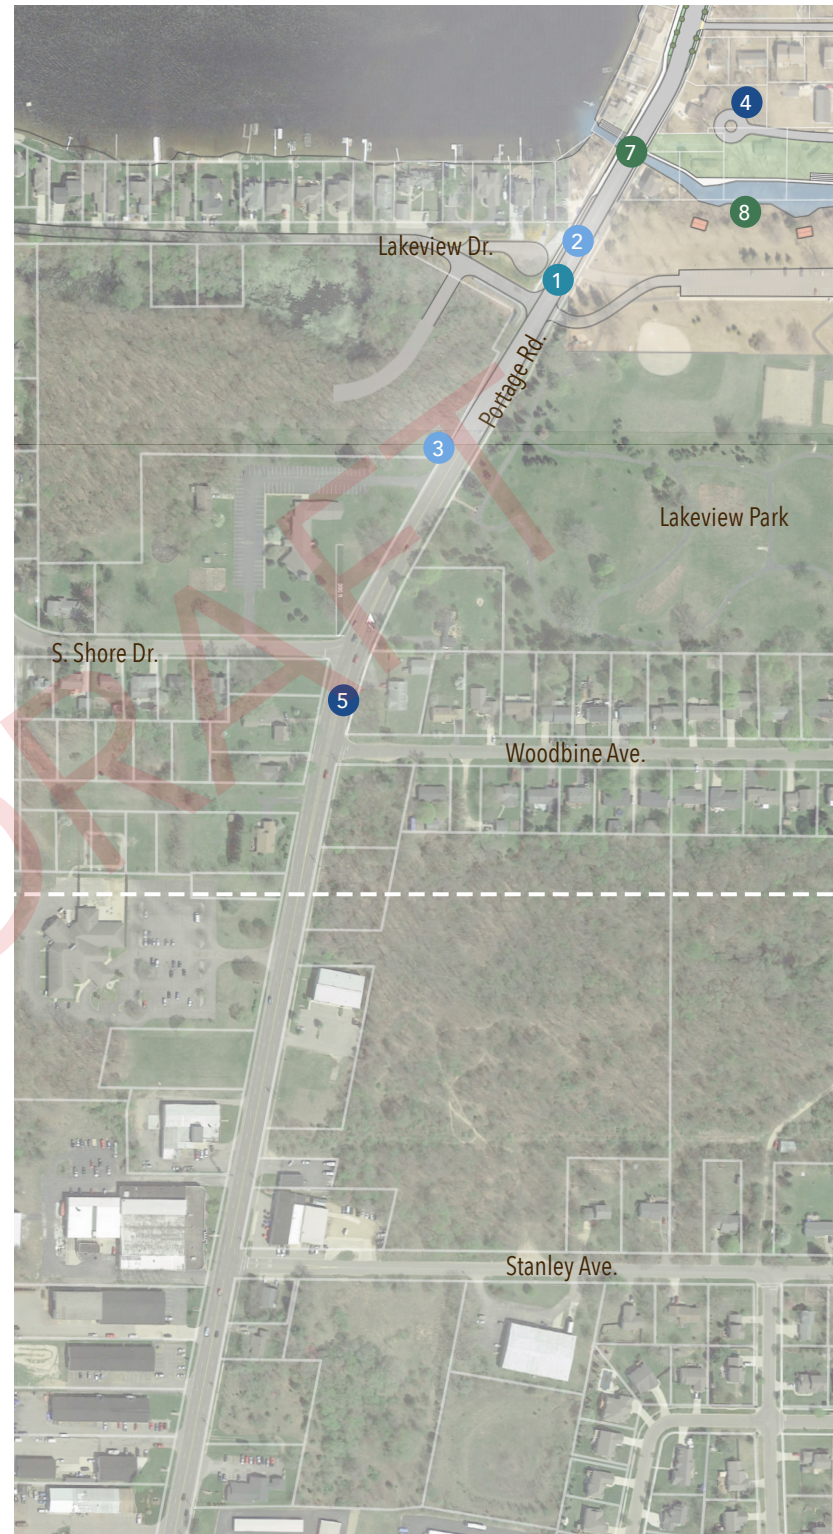 4
7
8
2
Lakeview Dr.
1
Portage Rd.
3
Lakeview Park
DRAFT
S. Shore Dr.
5
Woodbine Ave.
Stanley Ave.